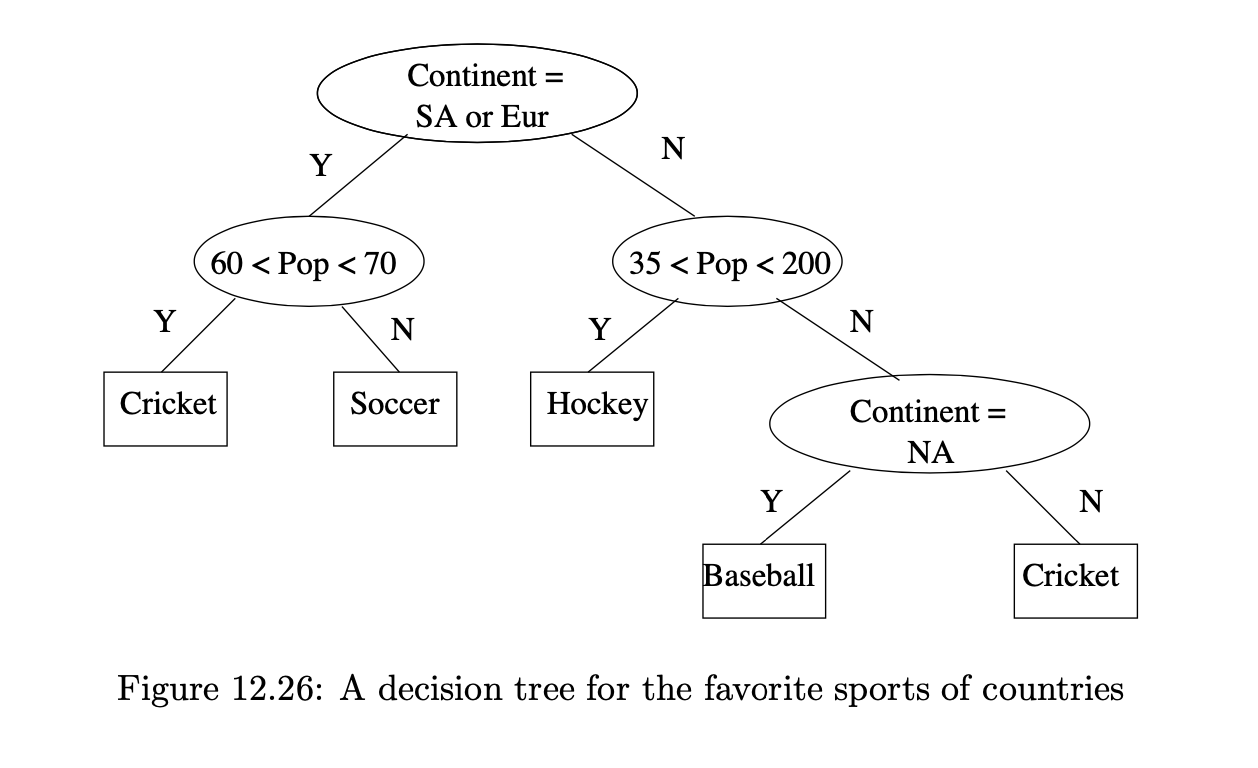 Continent =
SA or Eur
Y
N
60 < Pop < 70
35 < Pop < 200
Y
N
Y
N
Cricket
Soccer
Hockey
Continent =
NA
Y
N
Baseball
Cricket
Figure 12.26: A decision tree for the favorite sports of countries